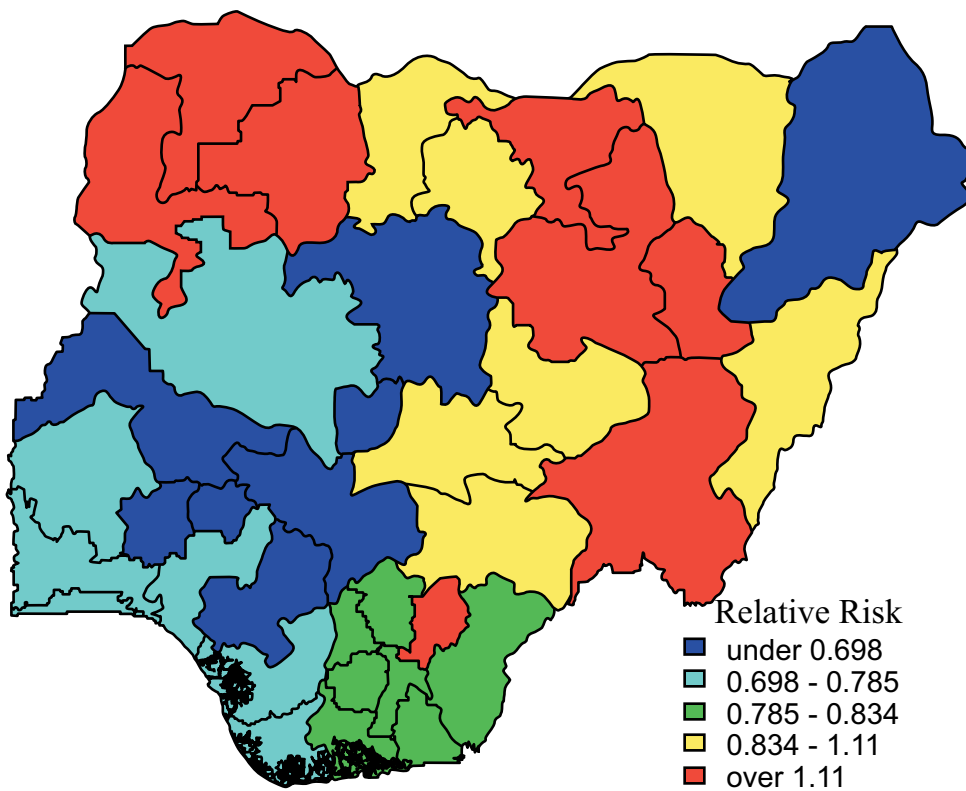 Relative Risk
under 0.698
0.698 - 0.785
0.785 - 0.834
0.834 - 1.11
over 1.11